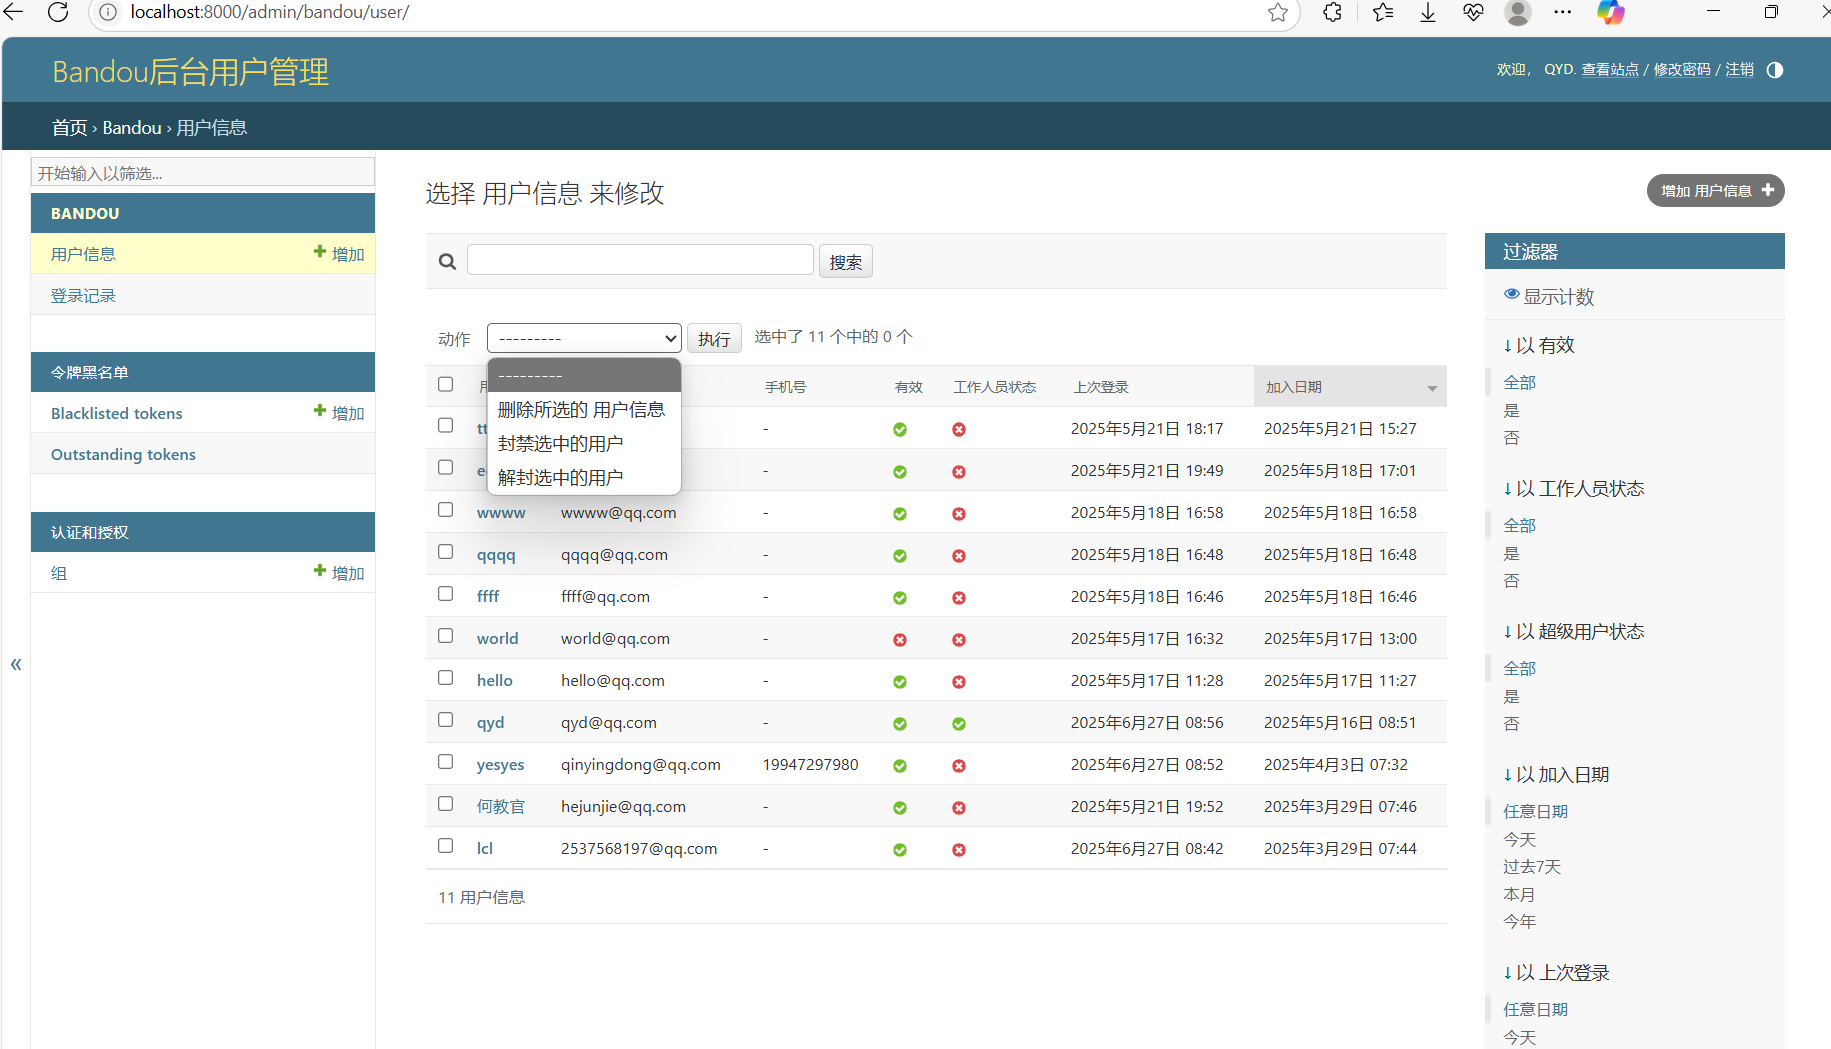 localhost:8000/admin/bandou/user/
Bandou后台用户管理
欢迎， QYD. 查看站点 / 修改密码 / 注销
首页 › Bandou › 用户信息
开始输入以筛选...
BANDOU
用户信息 增加
登录记录
令牌黑名单
Blacklisted tokens 增加
Outstanding tokens
认证和授权
组 增加
«
选择 用户信息 来修改
增加 用户信息
搜索
动作 --------- 执行 选中了 11 个中的 0 个
---------
删除所选的 用户信息
封禁选中的用户
解封选中的用户
手机号 有效 工作人员状态 上次登录 加入日期
- 2025年5月21日 18:17 2025年5月21日 15:27
- 2025年5月21日 19:49 2025年5月18日 17:01
wwww wwww@qq.com - 2025年5月18日 16:58 2025年5月18日 16:58
qqqq qqqq@qq.com - 2025年5月18日 16:48 2025年5月18日 16:48
ffff ffff@qq.com - 2025年5月18日 16:46 2025年5月18日 16:46
world world@qq.com - 2025年5月17日 16:32 2025年5月17日 13:00
hello hello@qq.com - 2025年5月17日 11:28 2025年5月17日 11:27
qyd qyd@qq.com - 2025年6月27日 08:56 2025年5月16日 08:51
yesyes qinyingdong@qq.com 19947297980 2025年6月27日 08:52 2025年4月3日 07:32
何教官 hejunjie@qq.com - 2025年5月21日 19:52 2025年3月29日 07:46
lcl 2537568197@qq.com - 2025年6月27日 08:42 2025年3月29日 07:44
11 用户信息
过滤器
显示计数
↓ 以 有效
全部
是
否
↓ 以 工作人员状态
全部
是
否
↓ 以 超级用户状态
全部
是
否
↓ 以 加入日期
任意日期
今天
过去7天
本月
今年
↓ 以 上次登录
任意日期
今天